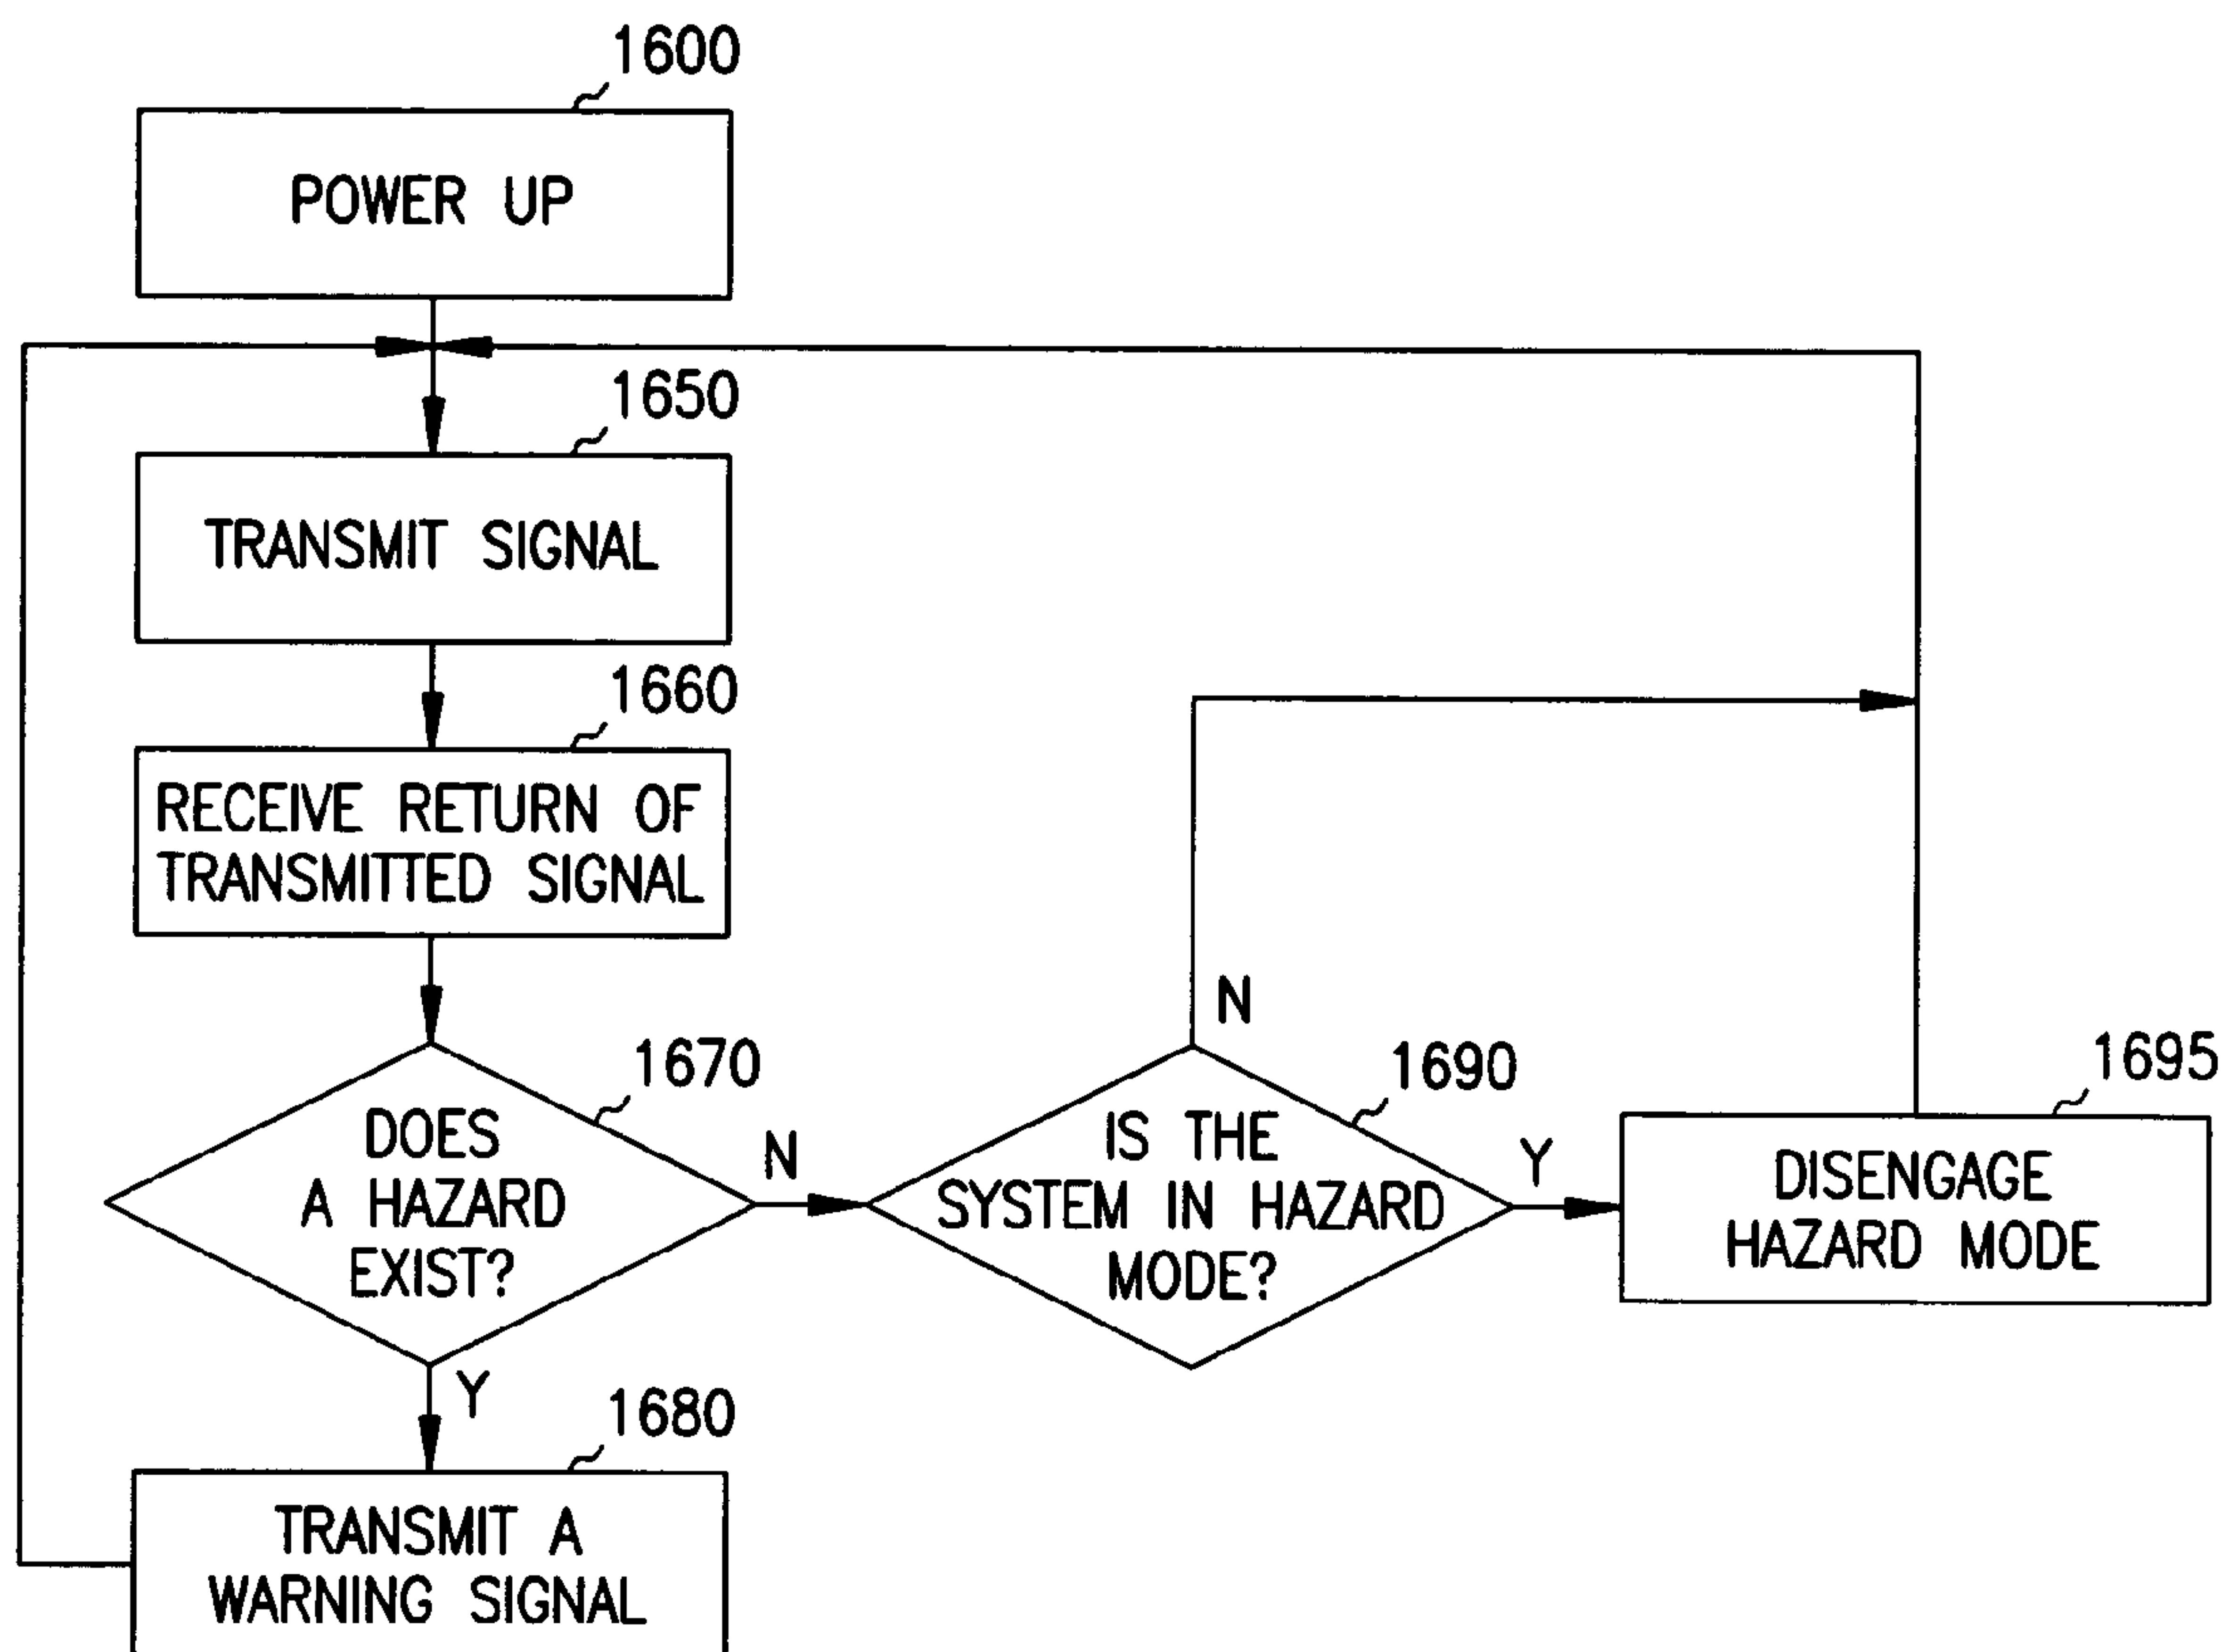 1600
POWER UP
1650
TRANSMIT SIGNAL
1660
RECEIVE RETURN OF
TRANSMITTED SIGNAL
1670
DOES
A HAZARD
EXIST?
N
Y
1690
IS THE
SYSTEM IN HAZARD
MODE?
N
Y
1695
DISENGAGE
HAZARD MODE
1680
TRANSMIT A
WARNING SIGNAL